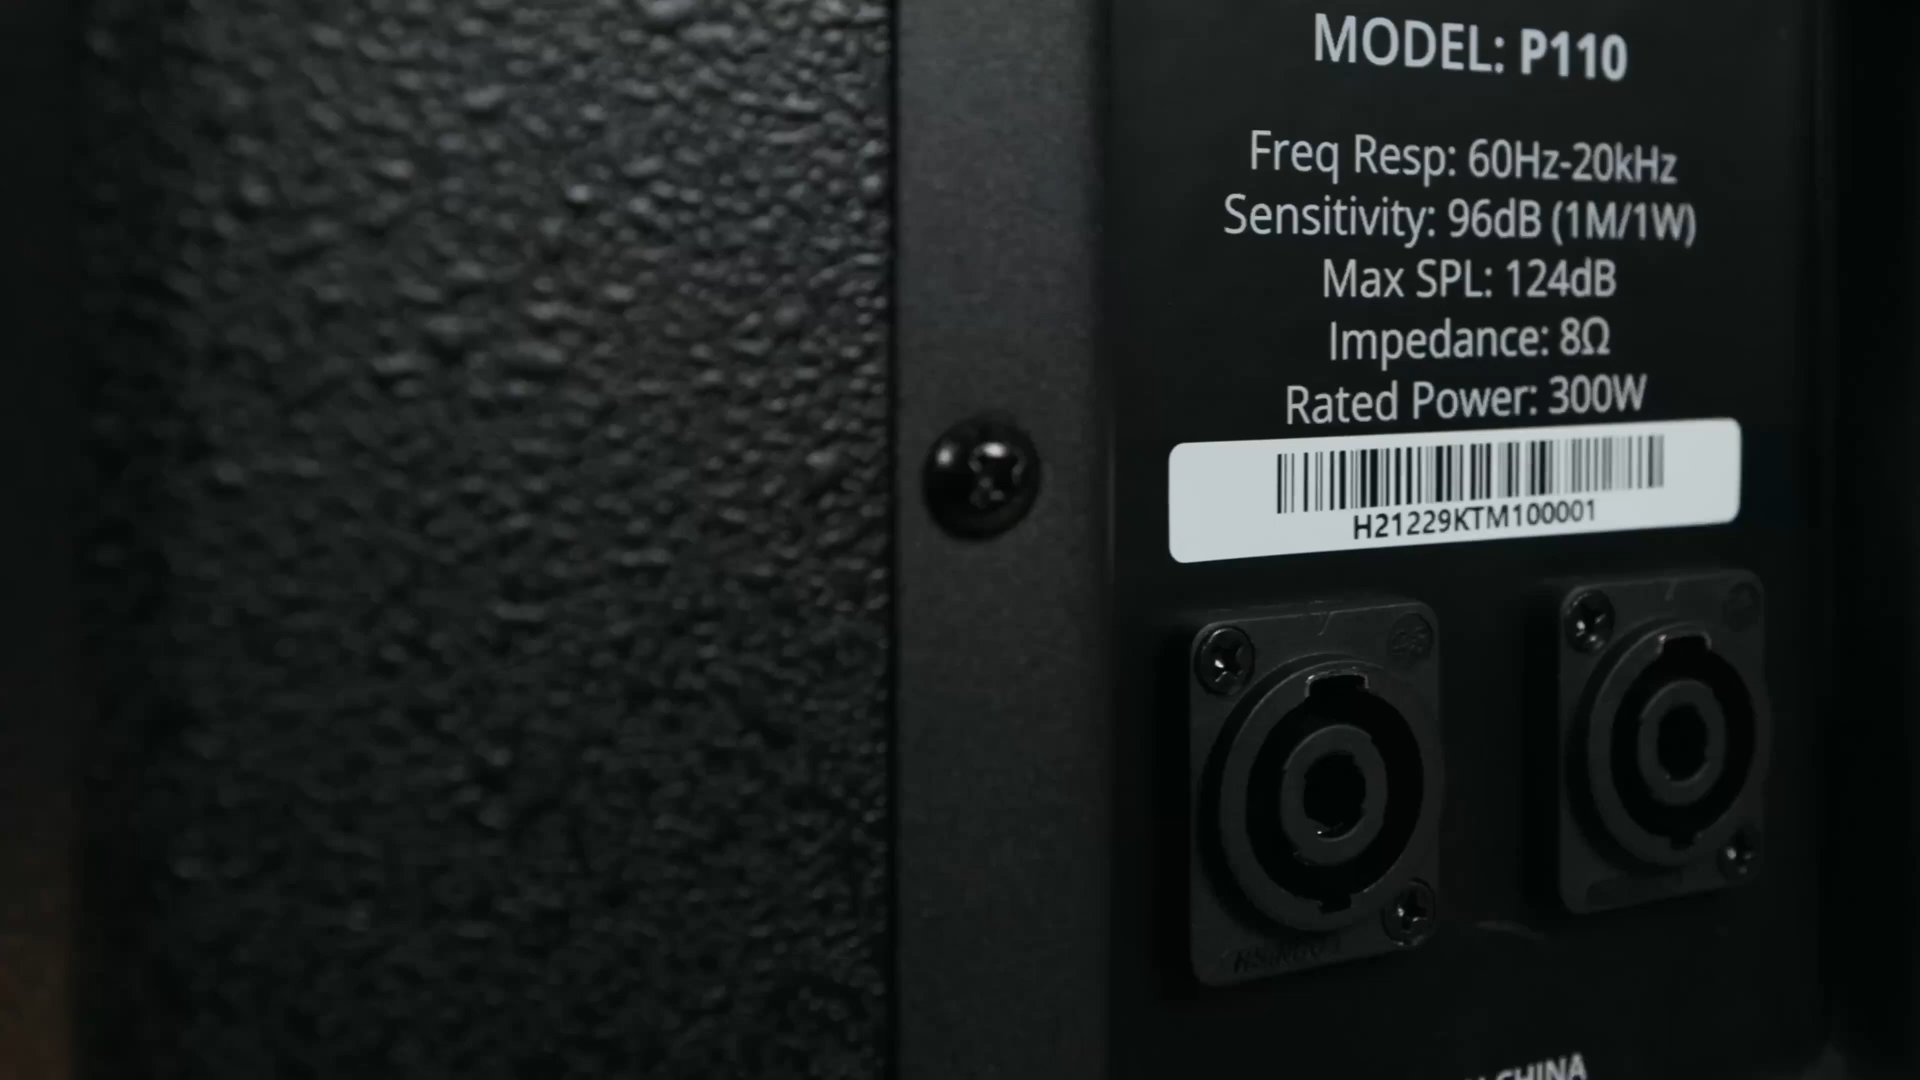 MODEL: P110
Freq Resp: 60Hz-20kHz
Sensitivity: 96dB (1M/1W)
Max SPL: 124dB
Impedance: 8Ω
Rated Power: 300W
H21229KTM100001
CHINA